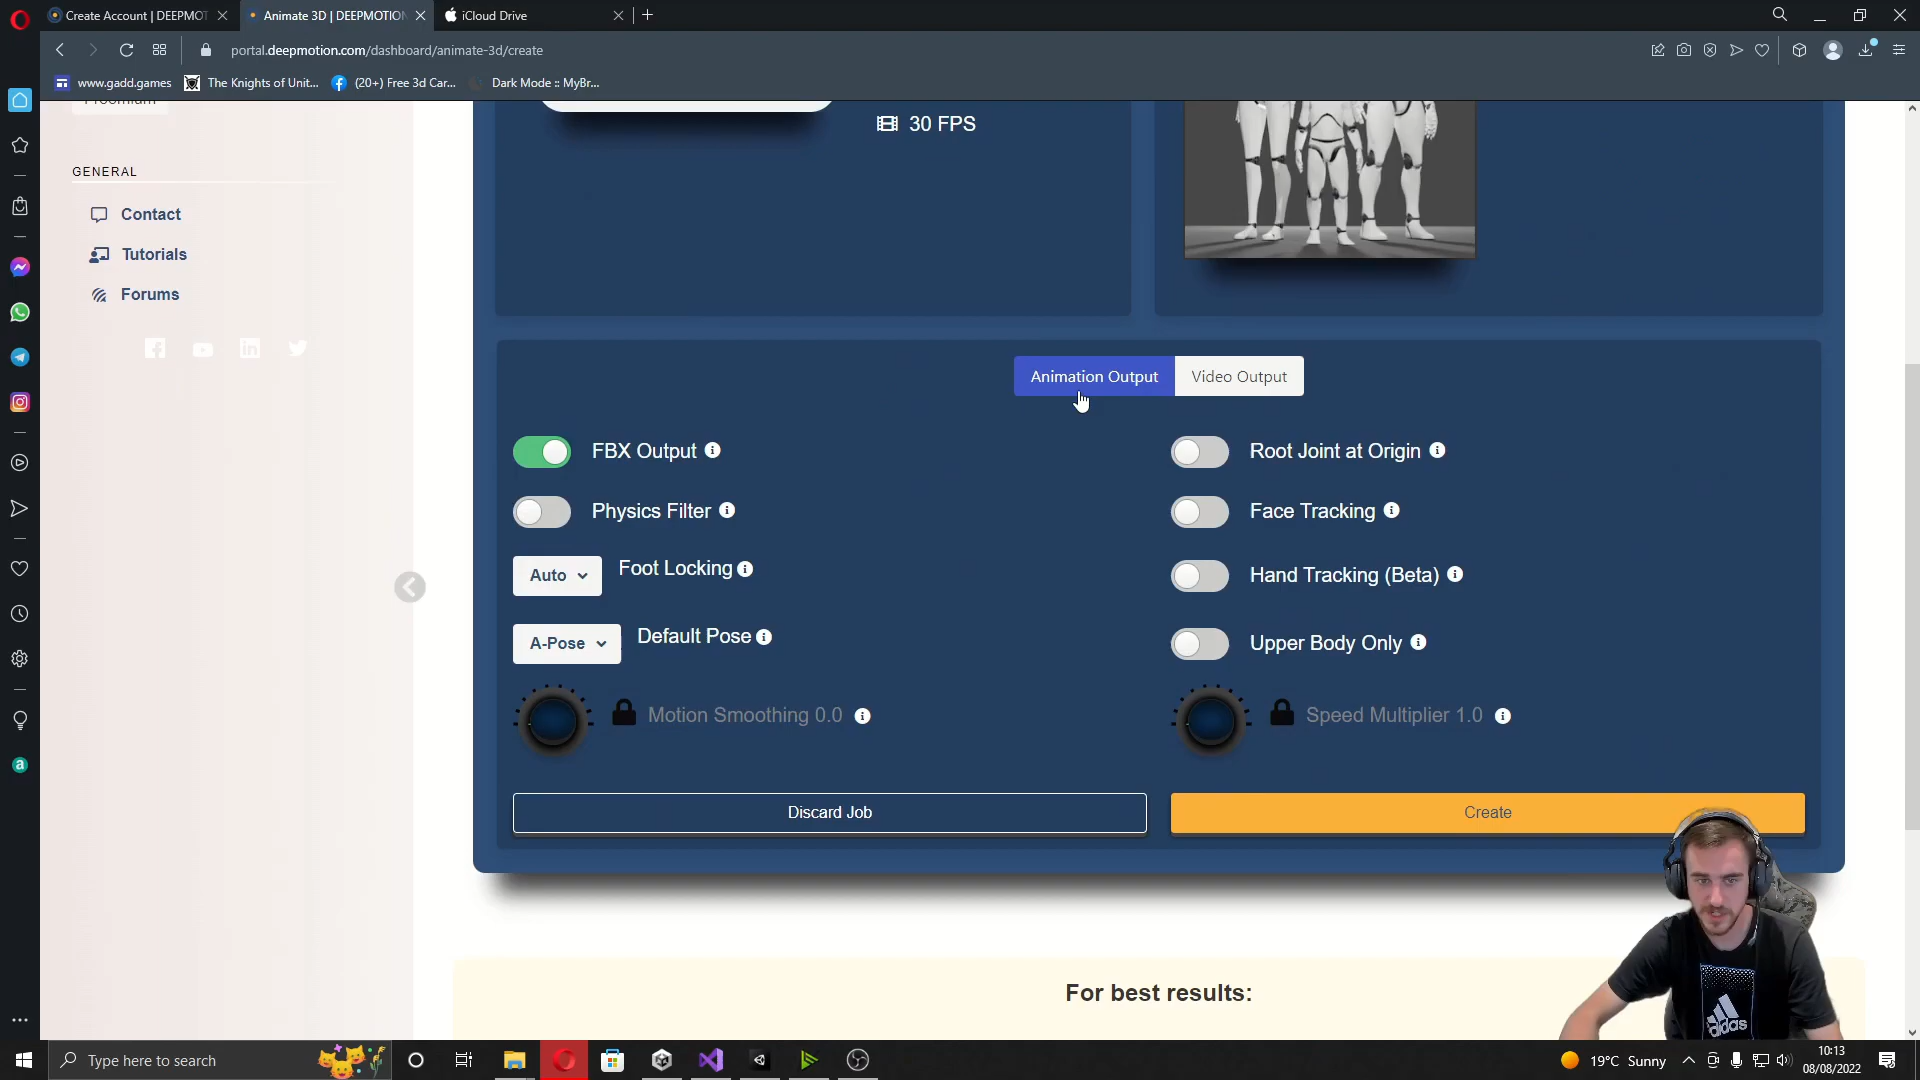 Create Account | DEEPMOT
Animate 3D | DEEPMOTION
iCloud Drive
portal.deepmotion.com/dashboard/animate-3d/create
www.gadd.games
The Knights of Unit...
(20+) Free 3d Car...
Dark Mode :: MyBr...
Freemium
30 FPS
GENERAL
Contact
Tutorials
Forums
Animation Output
Video Output
FBX Output
Root Joint at Origin
Physics Filter
Face Tracking
Auto
Foot Locking
Hand Tracking (Beta)
A-Pose
Default Pose
Upper Body Only
Motion Smoothing 0.0
Speed Multiplier 1.0
Discard Job
Create
For best results:
adidas
Type here to search
19°C Sunny
10:13
08/08/2022